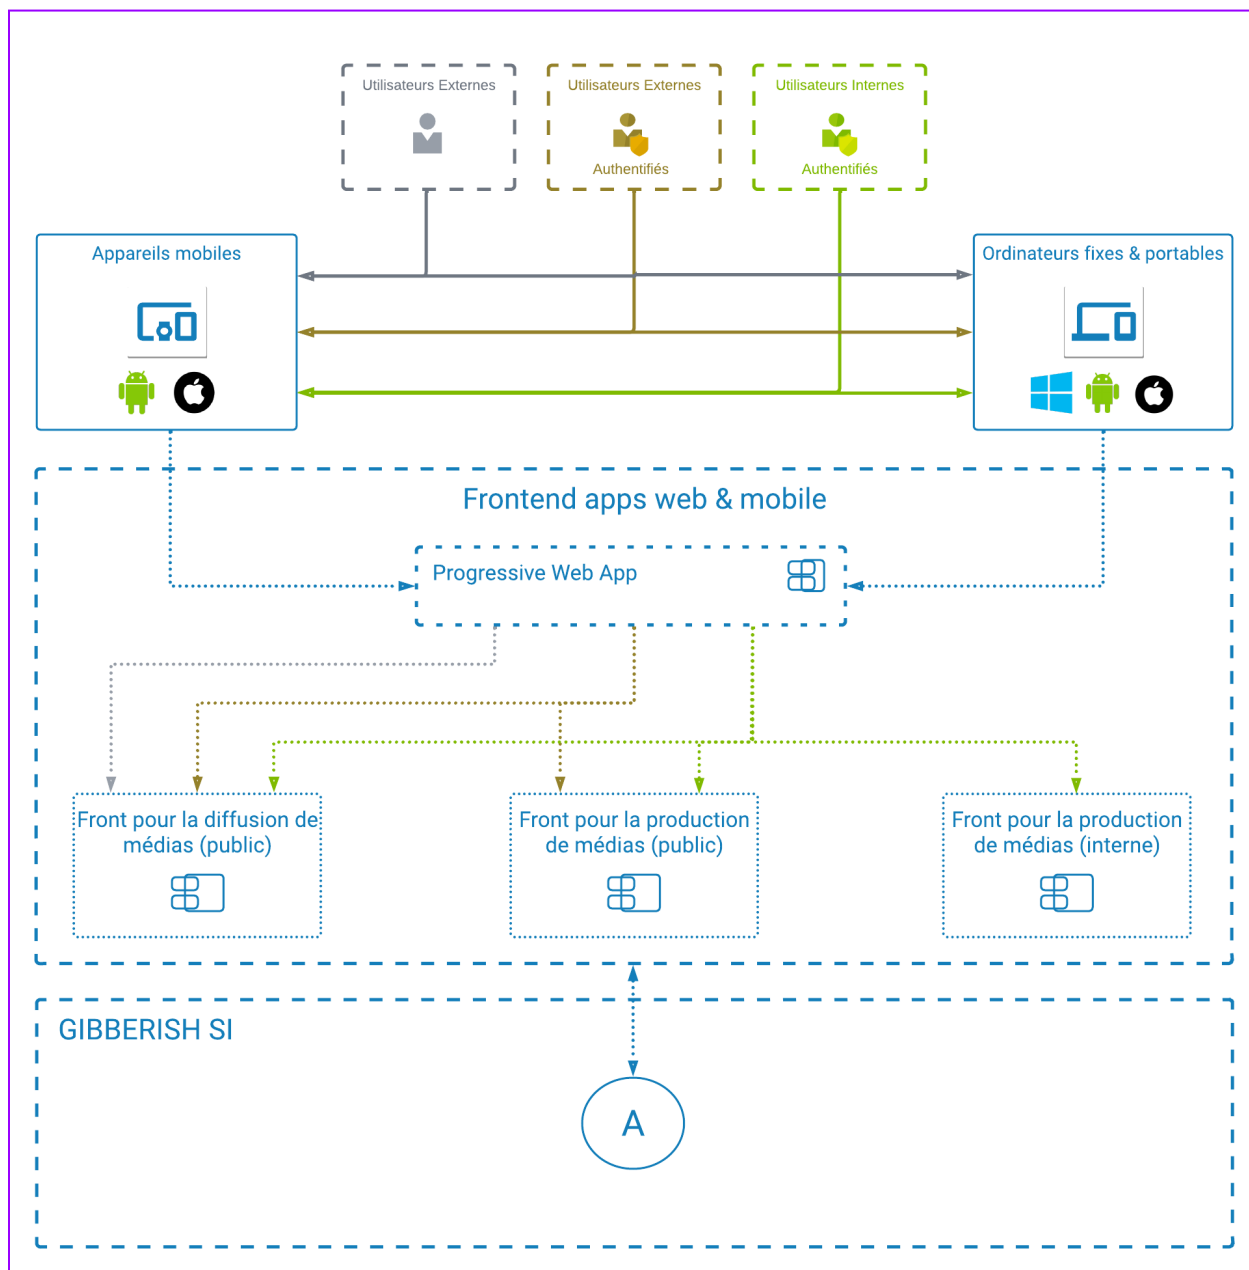 Utilisateurs Externes
Utilisateurs Externes
Authentifiés
Utilisateurs Internes
Authentifiés
Appareils mobiles
Ordinateurs fixes & portables
Frontend apps web & mobile
Progressive Web App
Front pour la diffusion de
médias (public)
Front pour la production
de médias (public)
Front pour la production
de médias (interne)
GIBBERISH SI
A